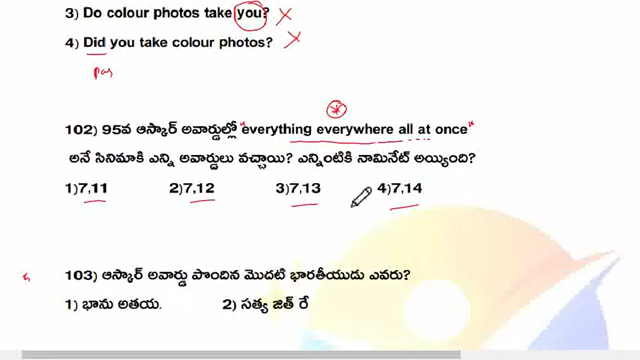 3) Do colour photos take you?
4) Did you take colour photos?
102) 95వ ఆస్కార్ అవార్డుల్లో "everything everywhere all at once"
అనే సినిమాకి ఎన్ని అవార్డులు వచ్చాయి? ఎన్నింటికి నామినేట్ అయ్యింది?
1)7,11 2)7,12 3)7,13 4)7,14
103) ఆస్కార్ అవార్డు పొందిన మొదటి భారతీయుడు ఎవరు?
1) భాను అతయ. 2) సత్య జిత్ రే